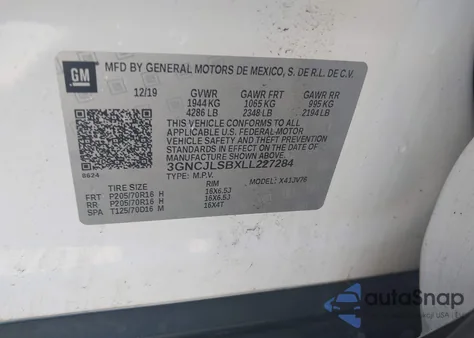 GM
MFD BY GENERAL MOTORS DE MEXICO, S. DE R.L. DE C.V.
12/19 GVWR GAWR FRT GAWR RR
1944 KG 1065 KG 995 KG
4286 LB 2348 LB 2194 LB
THIS VEHICLE CONFORMS TO ALL
APPLICABLE U.S. FEDERAL MOTOR
VEHICLE SAFETY AND THEFT PREVENTION
STANDARDS IN EFFECT ON THE DATE OF
MANUFACTURE SHOWN ABOVE.
3GNCJLSBXLL227284
8624 TYPE: M.P.V. MODEL: X4JJV76
TIRE SIZE RIM
FRT P205/70R16 H 16X6.5J
RR P205/70R16 H 16X6.5J
SPA T125/70D16 M 16X4T
autoSnap